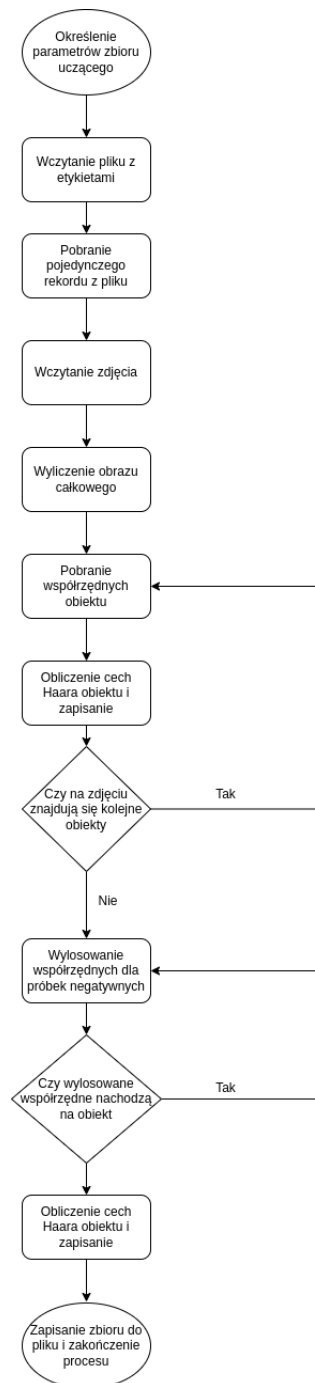 Określenie
parametrów zbioru
uczącego
Wczytanie pliku z
etykietami
Pobranie
pojedynczego
rekordu z pliku
Wczytanie zdjęcia
Wyliczenie obrazu
całkowego
Pobranie
współrzędnych
obiektu
Obliczenie cech
Haara obiektu i
zapisanie
Czy na zdjęciu
znajdują się kolejne
obiekty
Tak
Nie
Wylosowanie
współrzędnych dla
próbek negatywnych
Czy wylosowane
współrzędne nachodzą
na obiekt
Tak
Obliczenie cech
Haara obiektu i
zapisanie
Zapisanie zbioru do
pliku i zakończenie
procesu